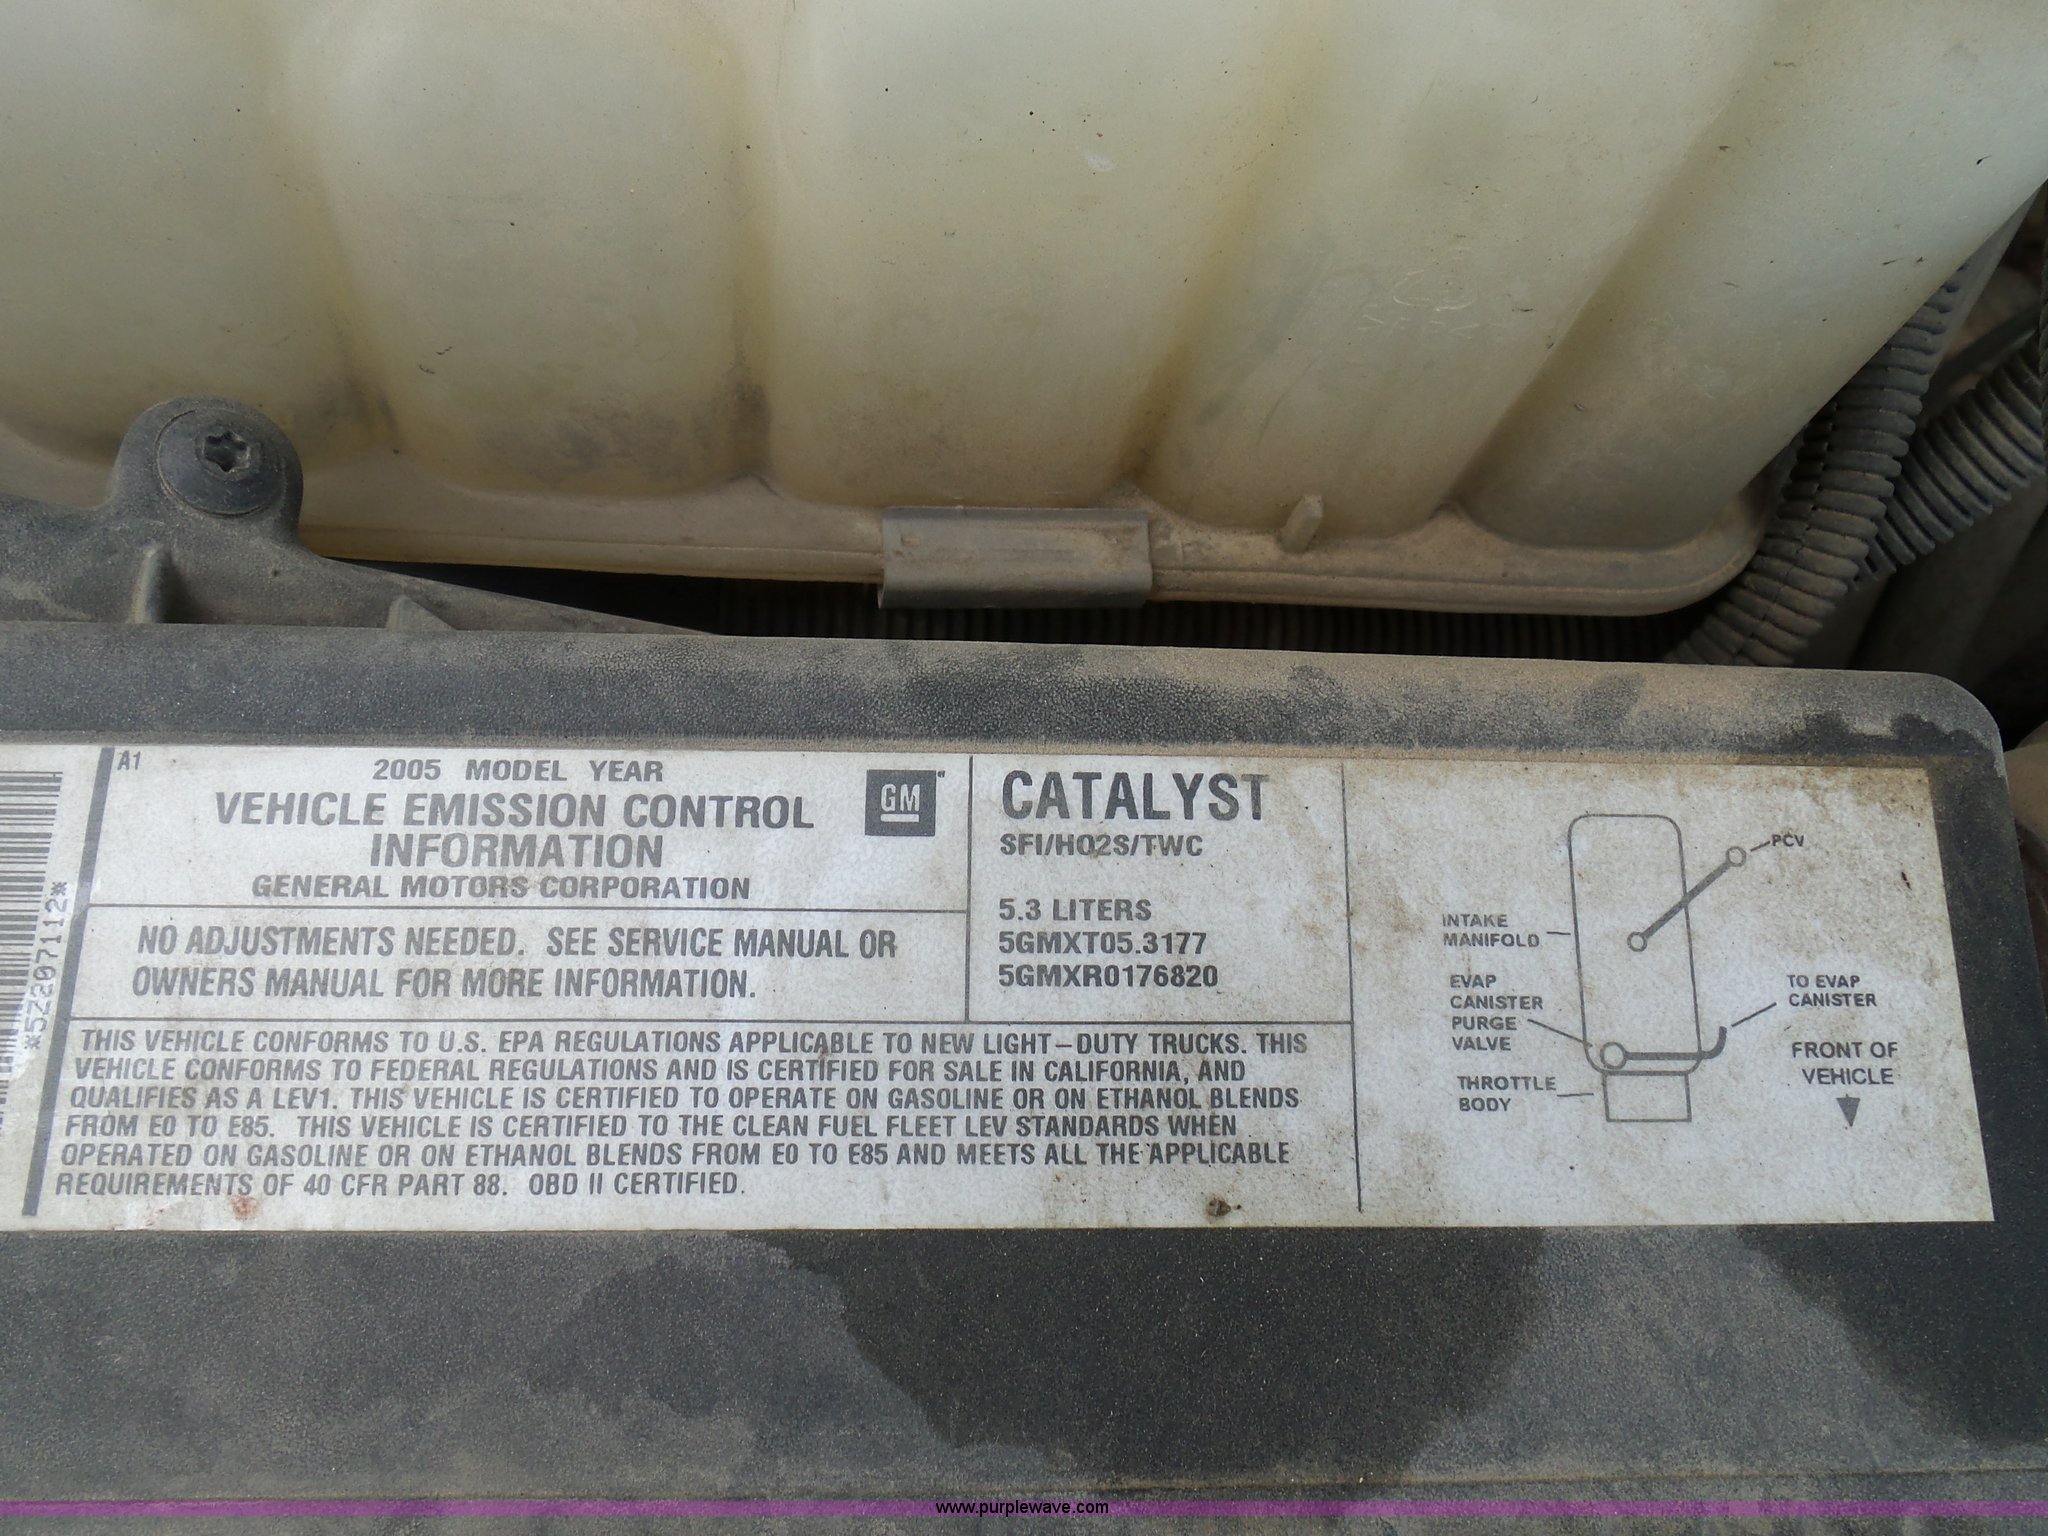 A1
2005 MODEL YEAR
VEHICLE EMISSION CONTROL
INFORMATION
GENERAL MOTORS CORPORATION
GM
NO ADJUSTMENTS NEEDED. SEE SERVICE MANUAL OR
OWNERS MANUAL FOR MORE INFORMATION.
CATALYST
SFI/HO2S/TWC
5.3 LITERS
5GMXT05.3177
5GMXR0176820
THIS VEHICLE CONFORMS TO U.S. EPA REGULATIONS APPLICABLE TO NEW LIGHT-DUTY TRUCKS. THIS
VEHICLE CONFORMS TO FEDERAL REGULATIONS AND IS CERTIFIED FOR SALE IN CALIFORNIA, AND
QUALIFIES AS A LEV1. THIS VEHICLE IS CERTIFIED TO OPERATE ON GASOLINE OR ON ETHANOL BLENDS
FROM E0 TO E85. THIS VEHICLE IS CERTIFIED TO THE CLEAN FUEL FLEET LEV STANDARDS WHEN
OPERATED ON GASOLINE OR ON ETHANOL BLENDS FROM E0 TO E85 AND MEETS ALL THE APPLICABLE
REQUIREMENTS OF 40 CFR PART 88. OBD II CERTIFIED.
PCV
INTAKE
MANIFOLD
EVAP
CANISTER
PURGE
VALVE
THROTTLE
BODY
TO EVAP
CANISTER
FRONT OF
VEHICLE
*5Z207112*
www.purplewave.com